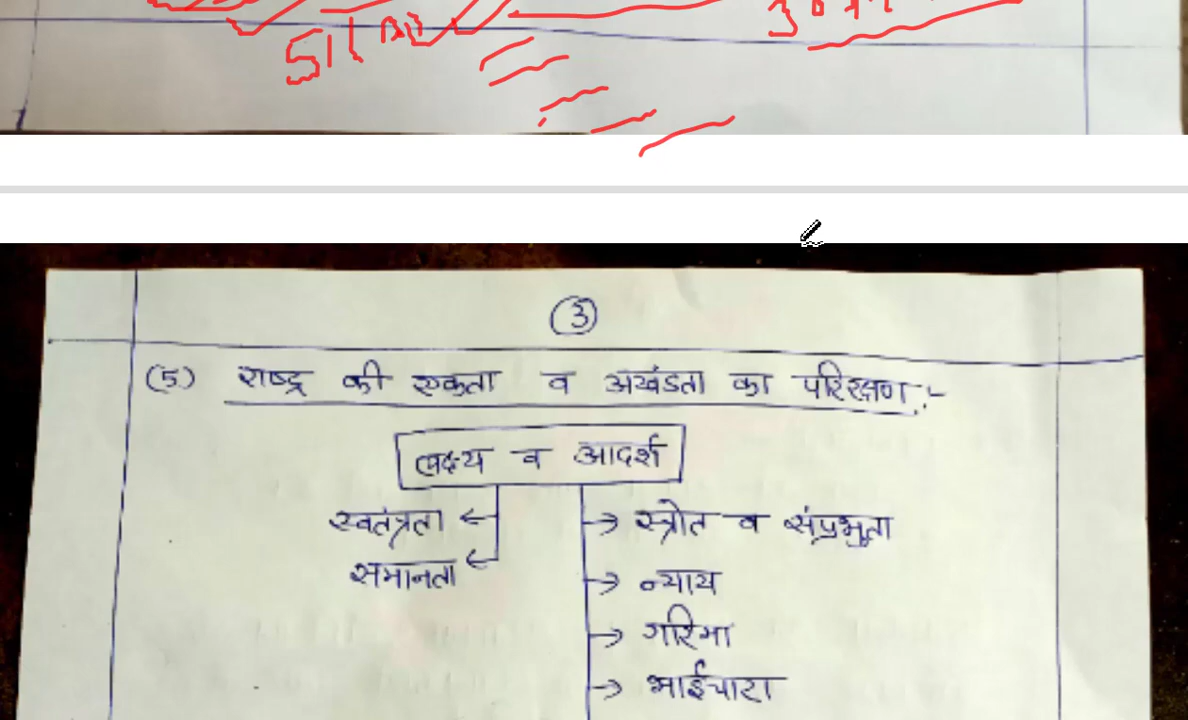 ③
(5) राष्ट्र की एकता व अखंडता का परिरक्षण :-
लक्ष्य व आदर्श
स्वतंत्रता ← → स्त्रोत व संप्रभुता
समानता ← → न्याय
→ गरिमा
→ भाईचारा